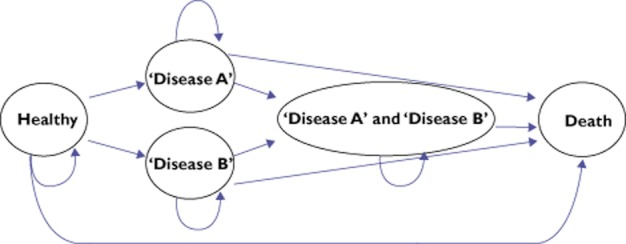 Healthy
‘Disease A’
‘Disease B’
‘Disease A’ and ‘Disease B’
Death